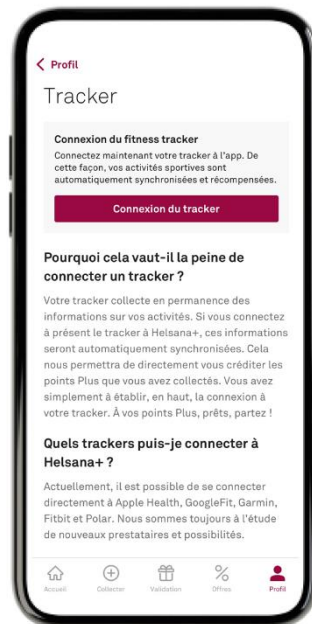 Profil
Tracker
Connexion du fitness tracker
Connectez maintenant votre tracker à l'app. De
cette façon, vos activités sportives sont
automatiquement synchronisées et récompensées.
Connexion du tracker
Pourquoi cela vaut-il la peine de
connecter un tracker ?
Votre tracker collecte en permanence des
informations sur vos activités. Si vous connectez
à présent le tracker à Helsana+, ces informations
seront automatiquement synchronisées. Cela
nous permettra de directement vous créditer les
points Plus que vous avez collectés. Vous avez
simplement à établir, en haut, la connexion à
votre tracker. À vos points Plus, prêts, partez !
Quels trackers puis-je connecter à
Helsana+ ?
Actuellement, il est possible de se connecter
directement à Apple Health, GoogleFit, Garmin,
Fitbit et Polar. Nous sommes toujours à l'étude
de nouveaux prestataires et possibilités.
Accueil Collecter Validation Offres Profil